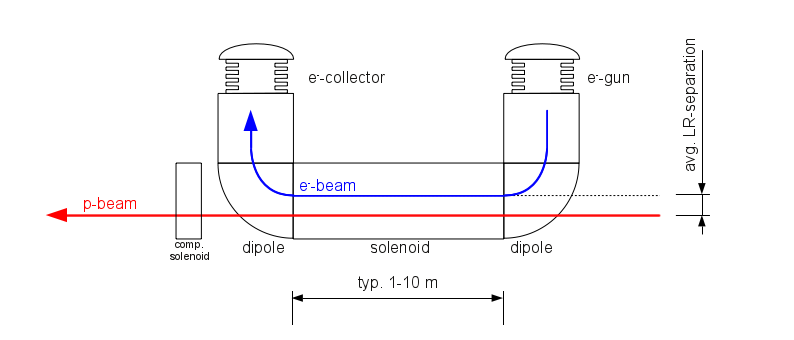 e⁻-collector
e⁻-gun
avg. LR-separation
e⁻-beam
p-beam
comp.
solenoid
dipole
solenoid
dipole
typ. 1-10 m